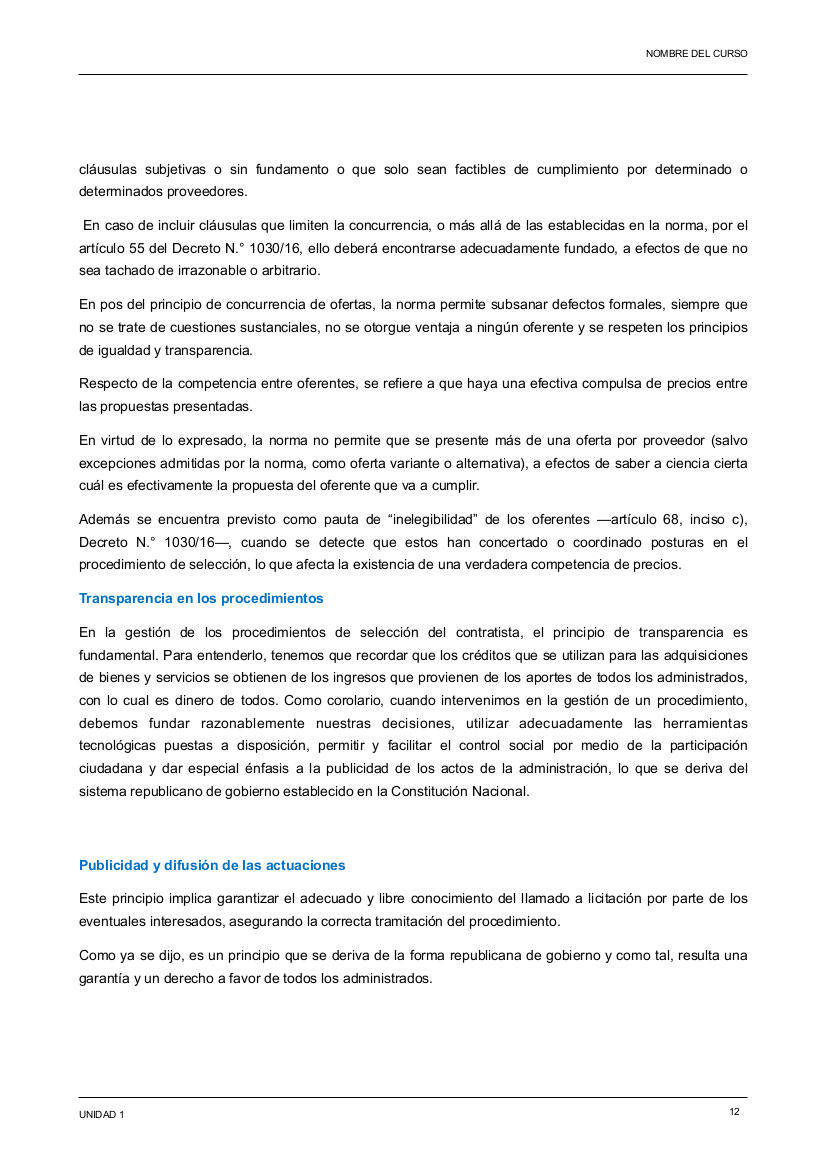 NOMBRE DEL CURSO
cláusulas subjetivas o sin fundamento o que solo sean factibles de cumplimiento por determinado o
determinados proveedores.
En caso de incluir cláusulas que limiten la concurrencia, o más allá de las establecidas en la norma, por el
artículo 55 del Decreto N.° 1030/16, ello deberá encontrarse adecuadamente fundado, a efectos de que no
sea tachado de irrazonable o arbitrario.
En pos del principio de concurrencia de ofertas, la norma permite subsanar defectos formales, siempre que
no se trate de cuestiones sustanciales, no se otorgue ventaja a ningún oferente y se respeten los principios
de igualdad y transparencia.
Respecto de la competencia entre oferentes, se refiere a que haya una efectiva compulsa de precios entre
las propuestas presentadas.
En virtud de lo expresado, la norma no permite que se presente más de una oferta por proveedor (salvo
excepciones admitidas por la norma, como oferta variante o alternativa), a efectos de saber a ciencia cierta
cuál es efectivamente la propuesta del oferente que va a cumplir.
Además se encuentra previsto como pauta de “inelegibilidad” de los oferentes —artículo 68, inciso c),
Decreto N.° 1030/16—, cuando se detecte que estos han concertado o coordinado posturas en el
procedimiento de selección, lo que afecta la existencia de una verdadera competencia de precios.
Transparencia en los procedimientos
En la gestión de los procedimientos de selección del contratista, el principio de transparencia es
fundamental. Para entenderlo, tenemos que recordar que los créditos que se utilizan para las adquisiciones
de bienes y servicios se obtienen de los ingresos que provienen de los aportes de todos los administrados,
con lo cual es dinero de todos. Como corolario, cuando intervenimos en la gestión de un procedimiento,
debemos fundar razonablemente nuestras decisiones, utilizar adecuadamente las herramientas
tecnológicas puestas a disposición, permitir y facilitar el control social por medio de la participación
ciudadana y dar especial énfasis a la publicidad de los actos de la administración, lo que se deriva del
sistema republicano de gobierno establecido en la Constitución Nacional.
Publicidad y difusión de las actuaciones
Este principio implica garantizar el adecuado y libre conocimiento del llamado a licitación por parte de los
eventuales interesados, asegurando la correcta tramitación del procedimiento.
Como ya se dijo, es un principio que se deriva de la forma republicana de gobierno y como tal, resulta una
garantía y un derecho a favor de todos los administrados.
UNIDAD 1
12